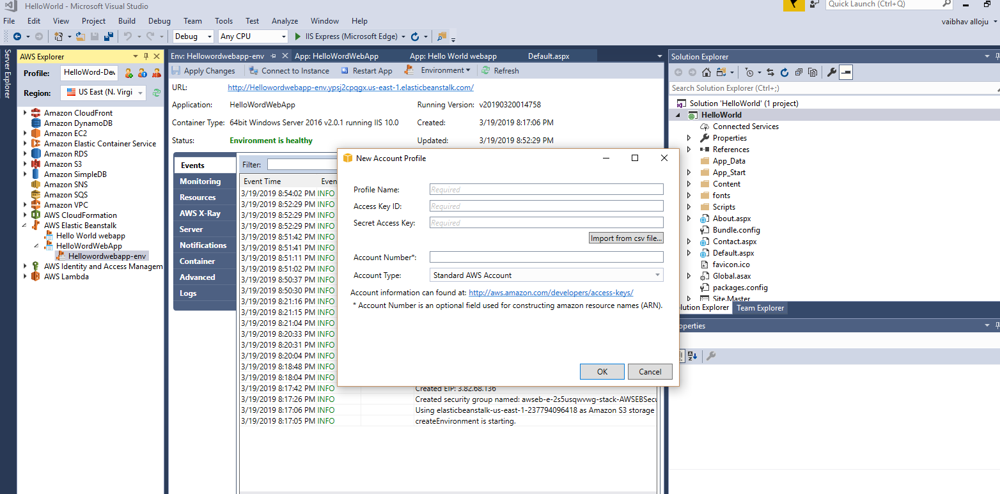 HelloWorld - Microsoft Visual Studio
Quick Launch (Ctrl+Q)
File Edit View Project Build Debug Team Tools Test Analyze Window Help
vaibhav alloju
Debug Any CPU IIS Express (Microsoft Edge)
Server Explorer
AWS Explorer
Profile: HelloWord-Dev
Region: US East (N. Virgi
Amazon CloudFront
Amazon DynamoDB
Amazon EC2
Amazon Elastic Container Service
Amazon RDS
Amazon S3
Amazon SimpleDB
Amazon SNS
Amazon SQS
Amazon VPC
AWS CloudFormation
AWS Elastic Beanstalk
Hello World webapp
HelloWordWebApp
Hellowordwebapp-env
AWS Identity and Access Managem
AWS Lambda
Env: Hellowordwebapp-env App: HelloWordWebApp App: Hello World webapp Default.aspx
Apply Changes Connect to Instance Restart App Environment Refresh
URL: http://Hellowordwebapp-env.ypsj2cpqgx.us-east-1.elasticbeanstalk.com/
Application: HelloWordWebApp Running Version: v20190320014758
Container Type: 64bit Windows Server 2016 v2.0.1 running IIS 10.0 Created: 3/19/2019 8:17:06 PM
Status: Environment is healthy Updated: 3/19/2019 8:52:29 PM
Events
Monitoring
Resources
AWS X-Ray
Server
Notifications
Container
Advanced
Logs
Filter:
Event Time Even
3/19/2019 8:54:02 PM INFO
3/19/2019 8:52:29 PM INFO
3/19/2019 8:52:29 PM INFO
3/19/2019 8:52:29 PM INFO
3/19/2019 8:51:42 PM INFO
3/19/2019 8:51:41 PM INFO
3/19/2019 8:51:11 PM INFO
3/19/2019 8:51:02 PM INFO
3/19/2019 8:50:37 PM INFO
3/19/2019 8:50:30 PM INFO
3/19/2019 8:21:16 PM INFO
3/19/2019 8:21:15 PM INFO
3/19/2019 8:21:04 PM INFO
3/19/2019 8:20:33 PM INFO
3/19/2019 8:20:31 PM INFO
3/19/2019 8:20:04 PM INFO
3/19/2019 8:18:48 PM INFO
3/19/2019 8:18:04 PM INFO
3/19/2019 8:17:42 PM INFO Created EIP: 3.82.68.136
3/19/2019 8:17:26 PM INFO Created security group named: awseb-e-2s5usqwvwg-stack-AWSEBSecu
3/19/2019 8:17:06 PM INFO Using elasticbeanstalk-us-east-1-237794096418 as Amazon S3 storage
3/19/2019 8:17:05 PM INFO createEnvironment is starting.
New Account Profile
Profile Name: Required
Access Key ID: Required
Secret Access Key: Required
Import from csv file...
Account Number*:
Account Type: Standard AWS Account
Account information can found at: http://aws.amazon.com/developers/access-keys/
* Account Number is an optional field used for constructing amazon resource names (ARN).
OK Cancel
Solution Explorer
Search Solution Explorer (Ctrl+;)
Solution 'HelloWorld' (1 project)
HelloWorld
Connected Services
Properties
References
App_Data
App_Start
Content
fonts
Scripts
About.aspx
Bundle.config
Contact.aspx
Default.aspx
favicon.ico
Global.asax
packages.config
Site.Master
olution Explorer Team Explorer
operties